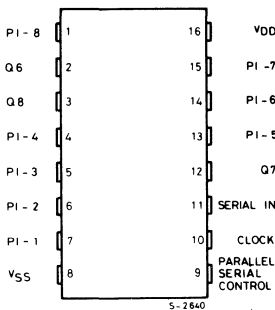 PI-8 1 16 VDD
Q6 2 15 PI-7
Q8 3 14 PI-6
PI-4 4 13 PI-5
PI-3 5 12 Q7
PI-2 6 11 SERIAL IN
PI-1 7 10 CLOCK
VSS 8 9 PARALLEL
SERIAL
CONTROL
S-2640